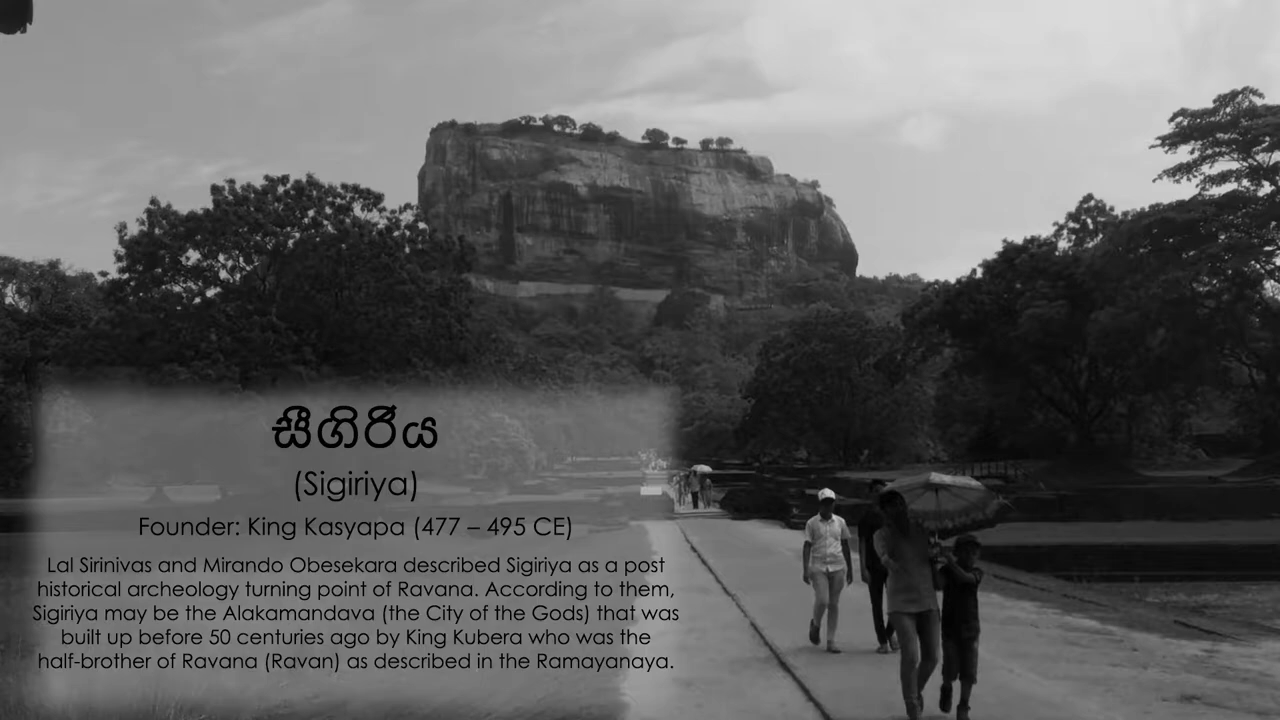 සීගිරිය
(Sigiriya)
Founder: King Kasyapa (477 – 495 CE)
Lal Sirinivas and Mirando Obesekara described Sigiriya as a post
historical archeology turning point of Ravana. According to them,
Sigiriya may be the Alakamandava (the City of the Gods) that was
built up before 50 centuries ago by King Kubera who was the
half-brother of Ravana (Ravan) as described in the Ramayanaya.